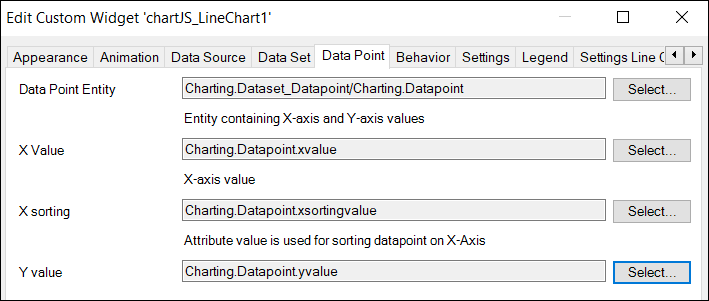 Edit Custom Widget 'chartJS_LineChart1'
Appearance Animation Data Source Data Set Data Point Behavior Settings Legend Settings Line
Data Point Entity Charting.Dataset_Datapoint/Charting.Datapoint Select...
Entity containing X-axis and Y-axis values
X Value Charting.Datapoint.xvalue Select...
X-axis value
X sorting Charting.Datapoint.xsortingvalue Select...
Attribute value is used for sorting datapoint on X-Axis
Y value Charting.Datapoint.yvalue Select...